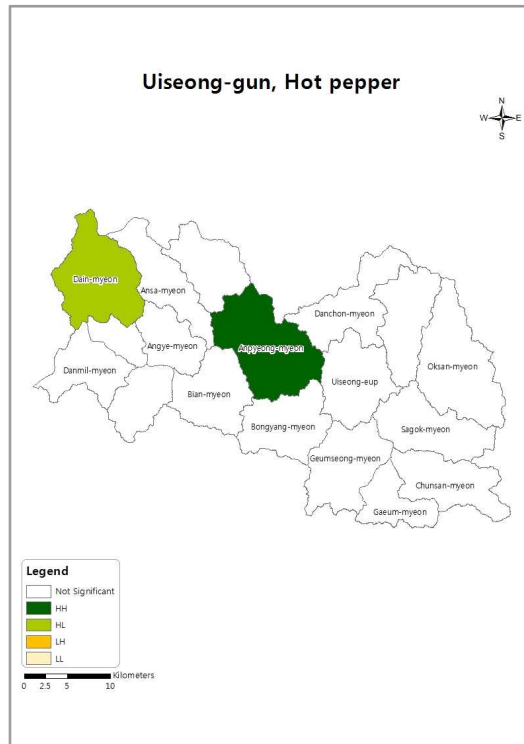 Uiseong-gun, Hot pepper
N
W E
S
Dain-myeon
Ansa-myeon
Danchon-myeon
Angye-myeon
Anpyeong-myeon
Danmil-myeon
Oksan-myeon
Uiseong-eup
Bian-myeon
Bongyang-myeon
Sagok-myeon
Geumseong-myeon
Chunsan-myeon
Gaeum-myeon
Legend
Not Significant
HH
HL
LH
LL
Kilometers
0 2.5 5 10